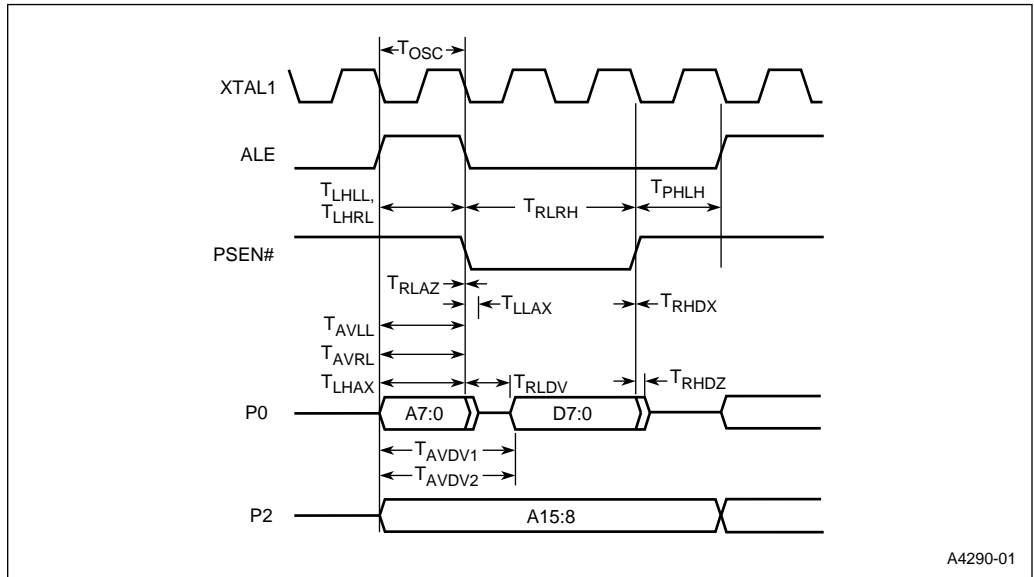 TOSC
XTAL1
ALE
TLHLL,
TLHRL
TRLRH
TPHLH
PSEN#
TRLAZ
TLLAX
TRHDX
TAVLL
TAVRL
TLHAX
TRLDV
TRHDZ
P0
A7:0
D7:0
TAVDV1
TAVDV2
P2
A15:8
A4290-01